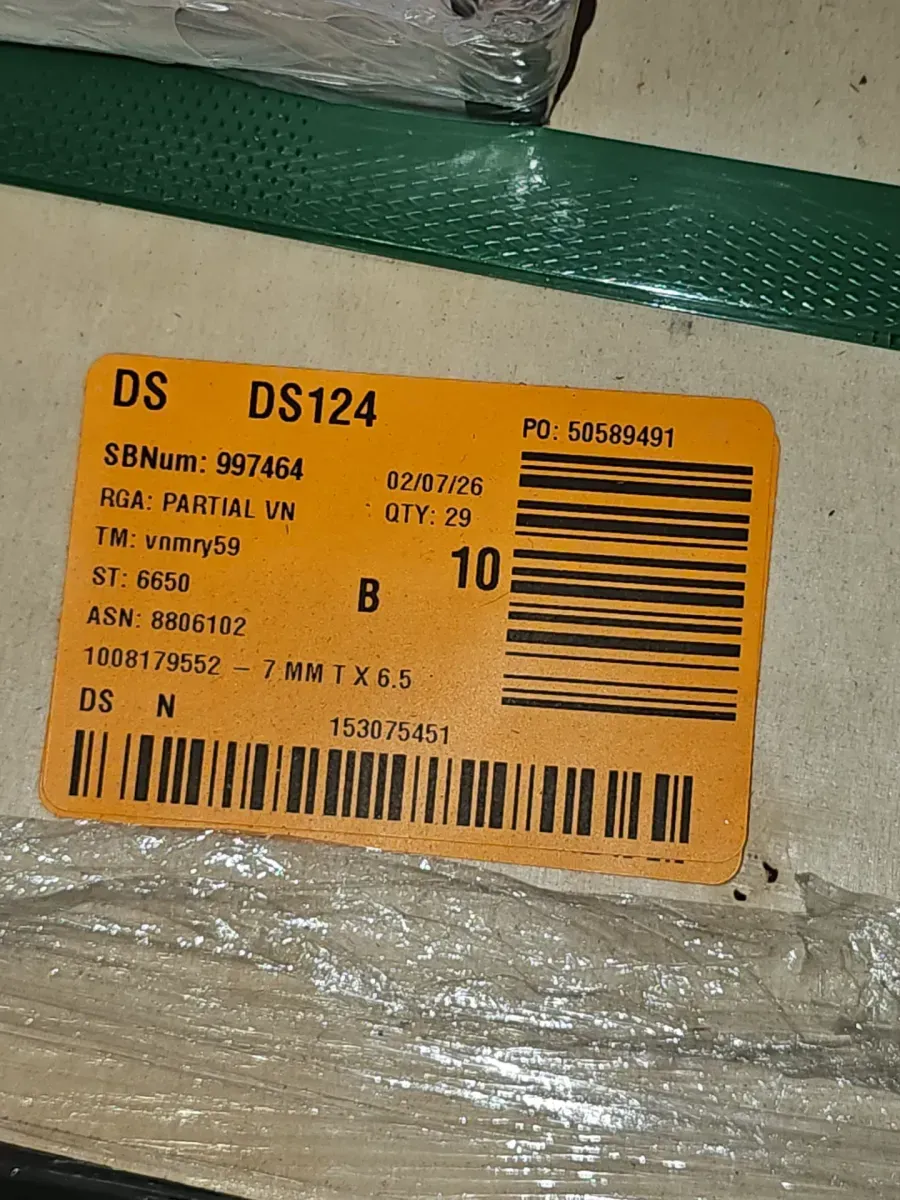 DS DS124
PO: 50589491
SBNum: 997464
02/07/26
RGA: PARTIAL VN
QTY: 29
TM: vnmry59
10
ST: 6650
B
ASN: 8806102
1008179552 – 7 MM T X 6.5
DS N
153075451